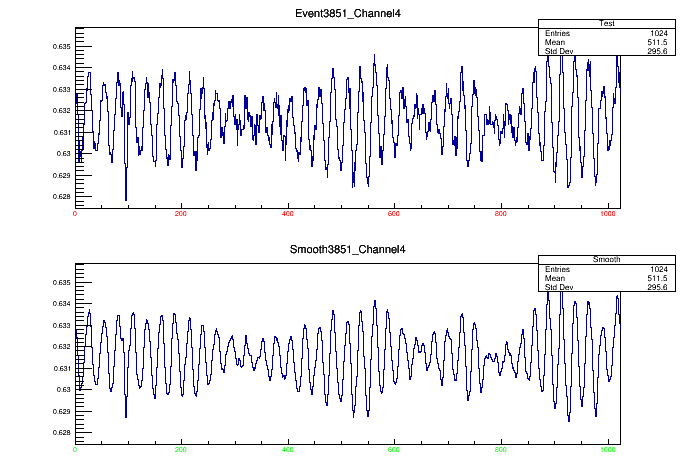 Event3851_Channel4
Test
Entries 1024
Mean 511.5
Std Dev 295.6
0.635
0.634
0.633
0.632
0.631
0.63
0.629
0.628
0 200 400 600 800 1000
Smooth3851_Channel4
Smooth
Entries 1024
Mean 511.5
Std Dev 295.6
0.635
0.634
0.633
0.632
0.631
0.63
0.629
0.628
0 200 400 600 800 1000